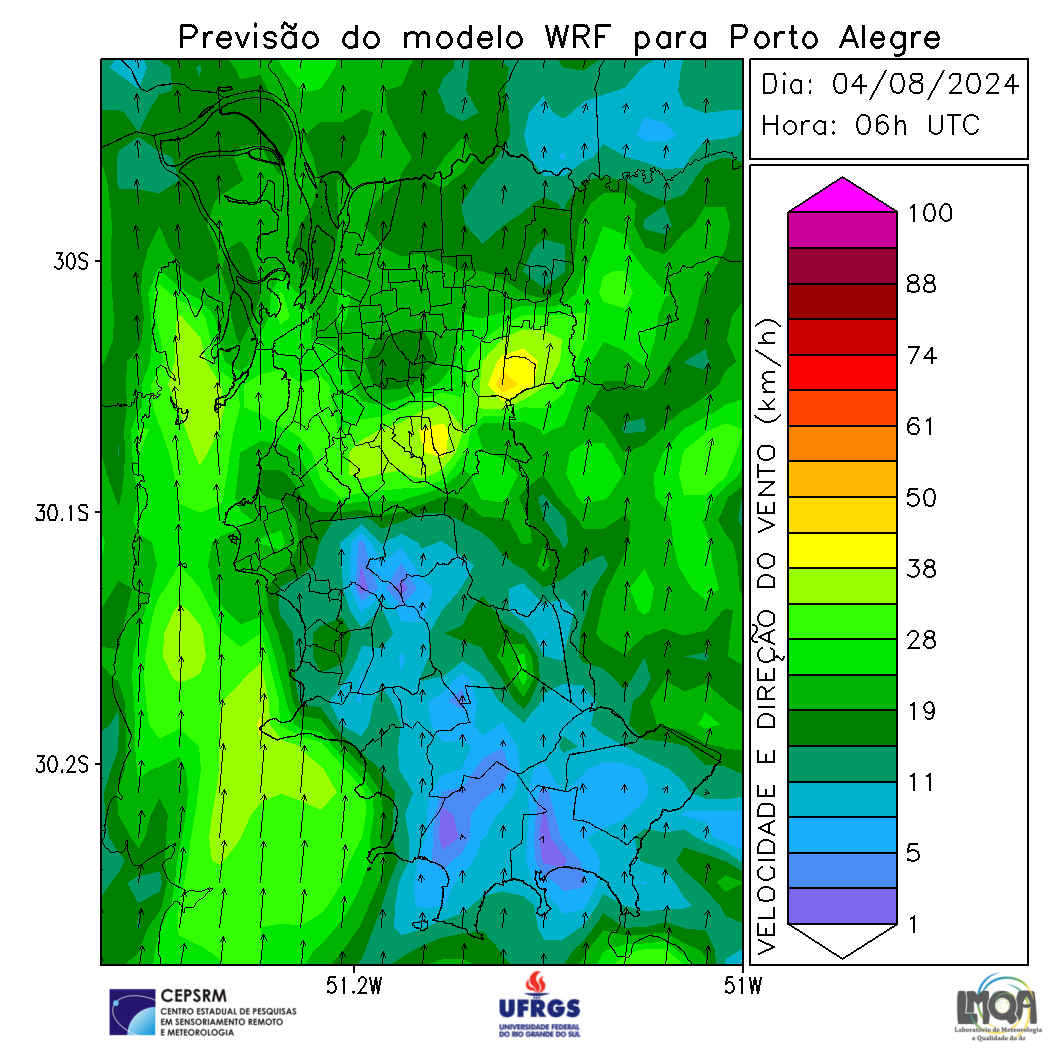 Previsão do modelo WRF para Porto Alegre
Dia: 04/08/2024
Hora: 06h UTC
30S
30.1S
30.2S
51.2W
51W
VELOCIDADE E DIREÇÃO DO VENTO (km/h)
100
88
74
61
50
38
28
19
11
5
1
CEPSRM
CENTRO ESTADUAL DE PESQUISAS
EM SENSORIAMENTO REMOTO
E METEOROLOGIA
UFRGS
UNIVERSIDADE FEDERAL
DO RIO GRANDE DO SUL
LMQA
Laboratório de Meteorologia
e Qualidade do Ar